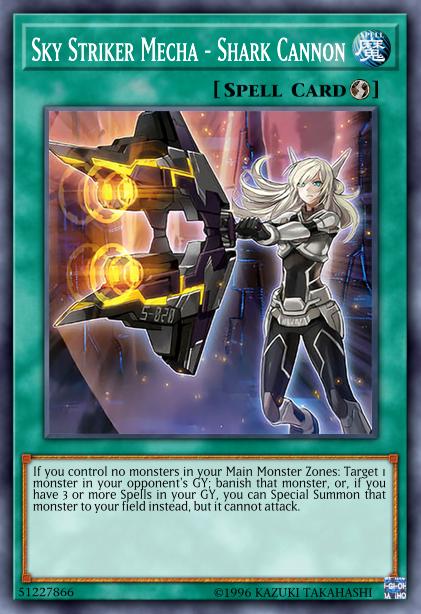 Sky Striker Mecha - Shark Cannon
SPELL
魔
[Spell Card]
S-020
If you control no monsters in your Main Monster Zones: Target 1
monster in your opponent's GY; banish that monster, or, if you
have 3 or more Spells in your GY, you can Special Summon that
monster to your field instead, but it cannot attack.
51227866
©1996 KAZUKI TAKAHASHI